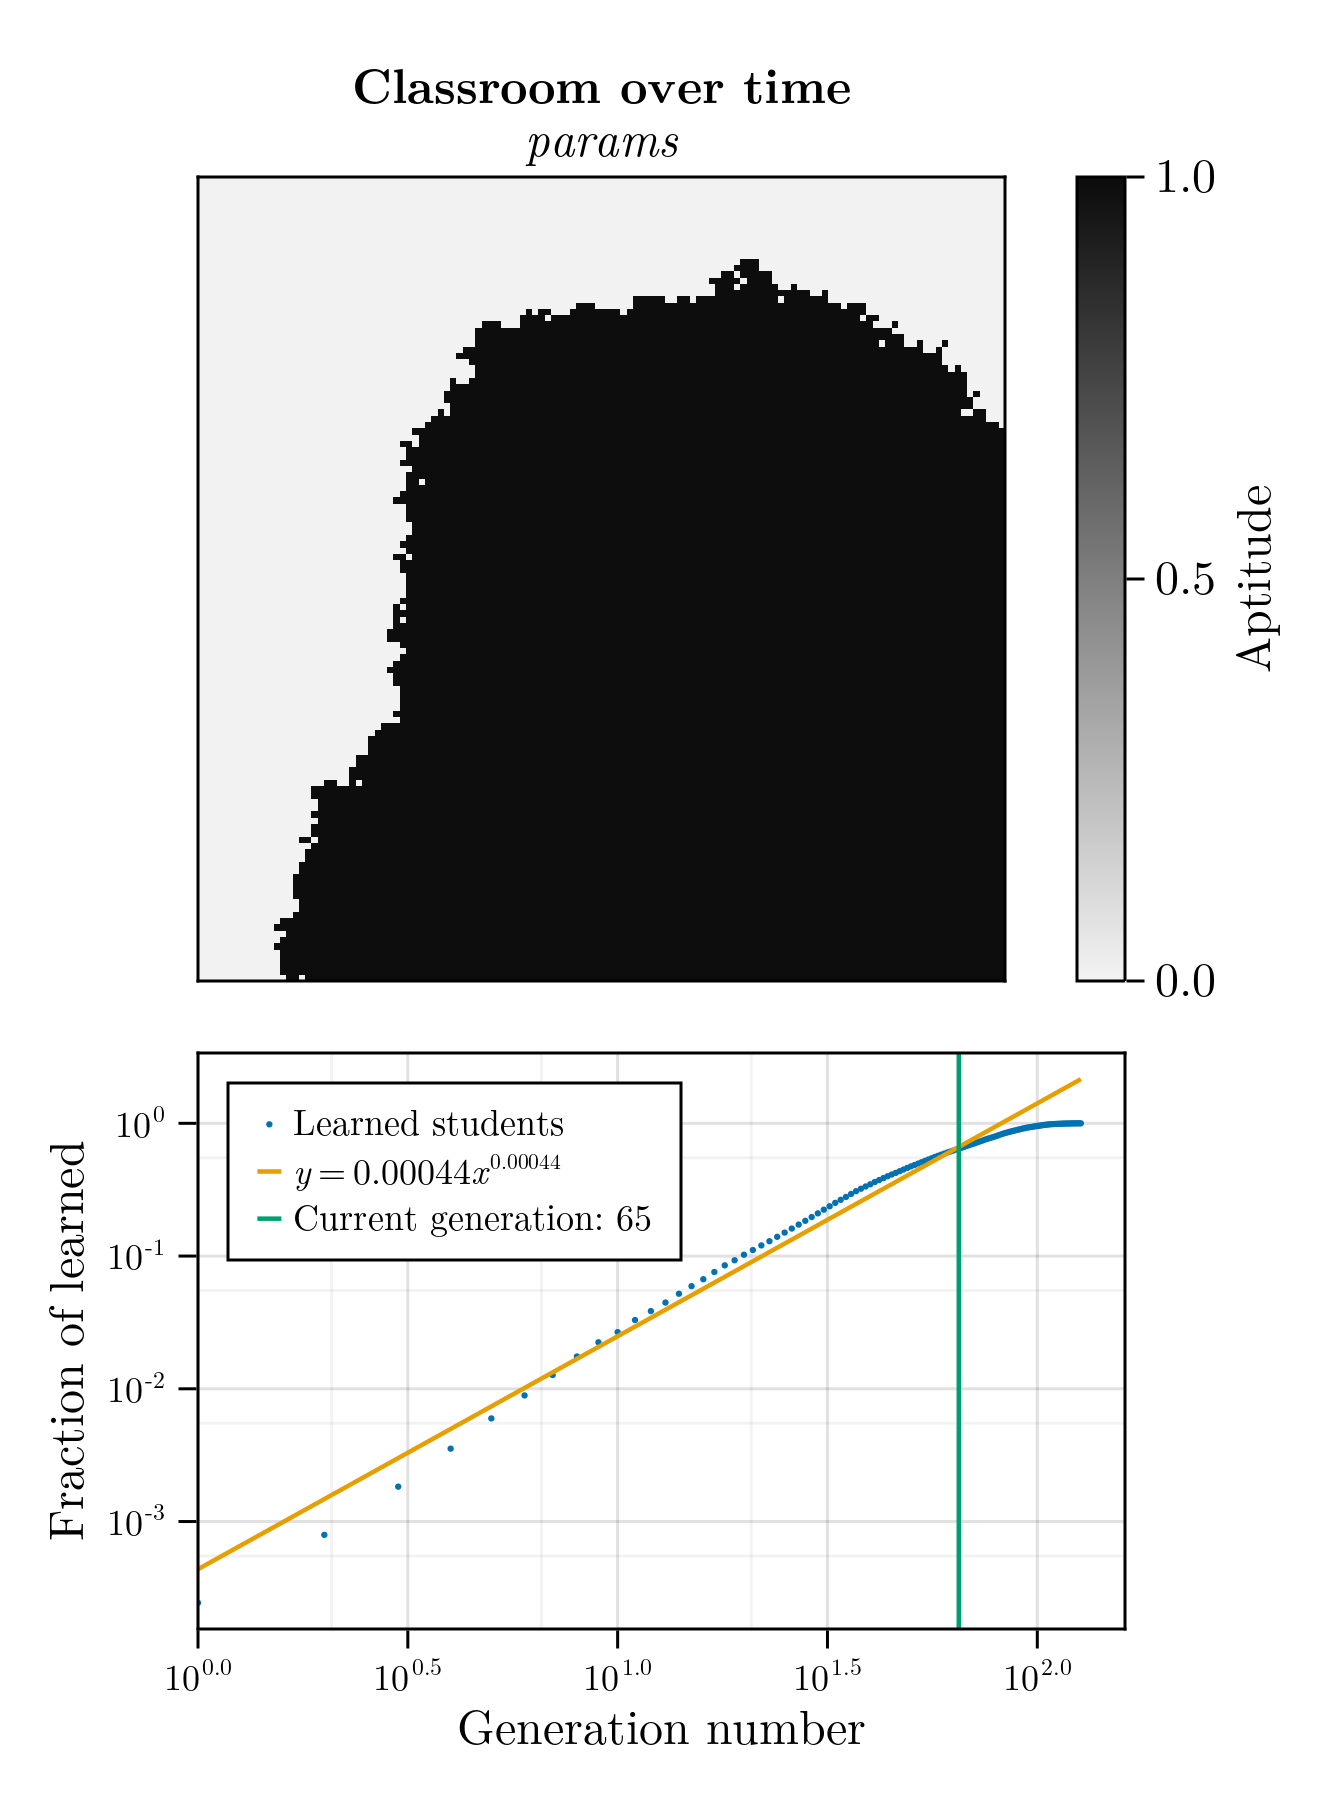 Classroom over time
params
1.0
0.5
0.0
Aptitude
Fraction of learned
10^0
10^-1
10^-2
10^-3
Learned students
y = 0.00044x^0.00044
Current generation: 65
10^0.0 10^0.5 10^1.0 10^1.5 10^2.0
Generation number